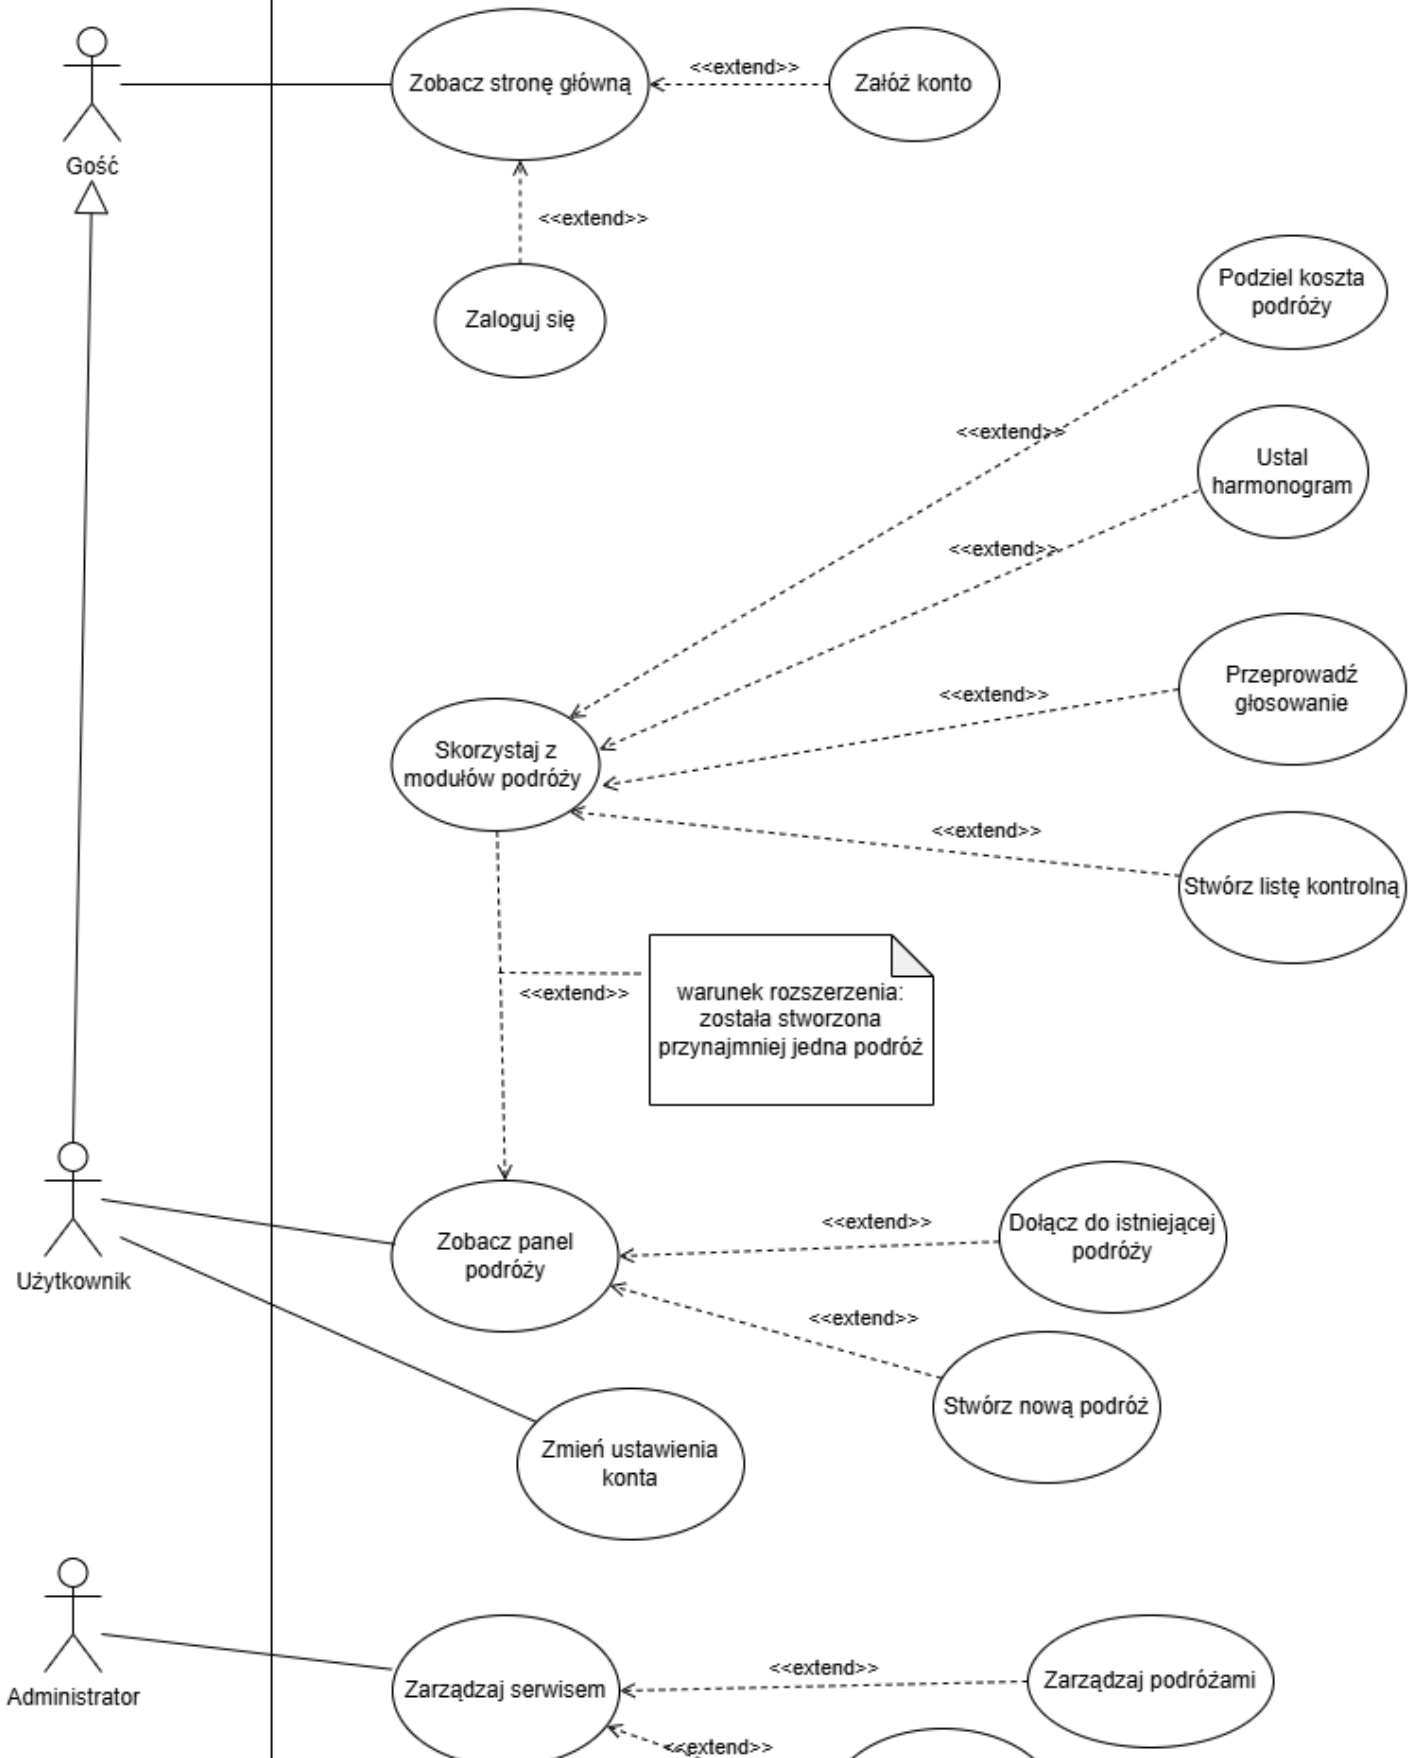 Gość
Zobacz stronę główną
<<extend>>
Załóż konto
<<extend>>
Zaloguj się
Podziel koszta
podróży
<<extend>>
Ustal
harmonogram
<<extend>>
Przeprowadź
głosowanie
<<extend>>
Skorzystaj z
modułów podróży
<<extend>>
Stwórz listę kontrolną
<<extend>>
warunek rozszerzenia:
została stworzona
przynajmniej jedna podróż
Użytkownik
Zobacz panel
podróży
<<extend>>
Dołącz do istniejącej
podróży
<<extend>>
Stwórz nową podróż
Zmień ustawienia
konta
Administrator
Zarządzaj serwisem
<<extend>>
Zarządzaj podróżami
<<extend>>